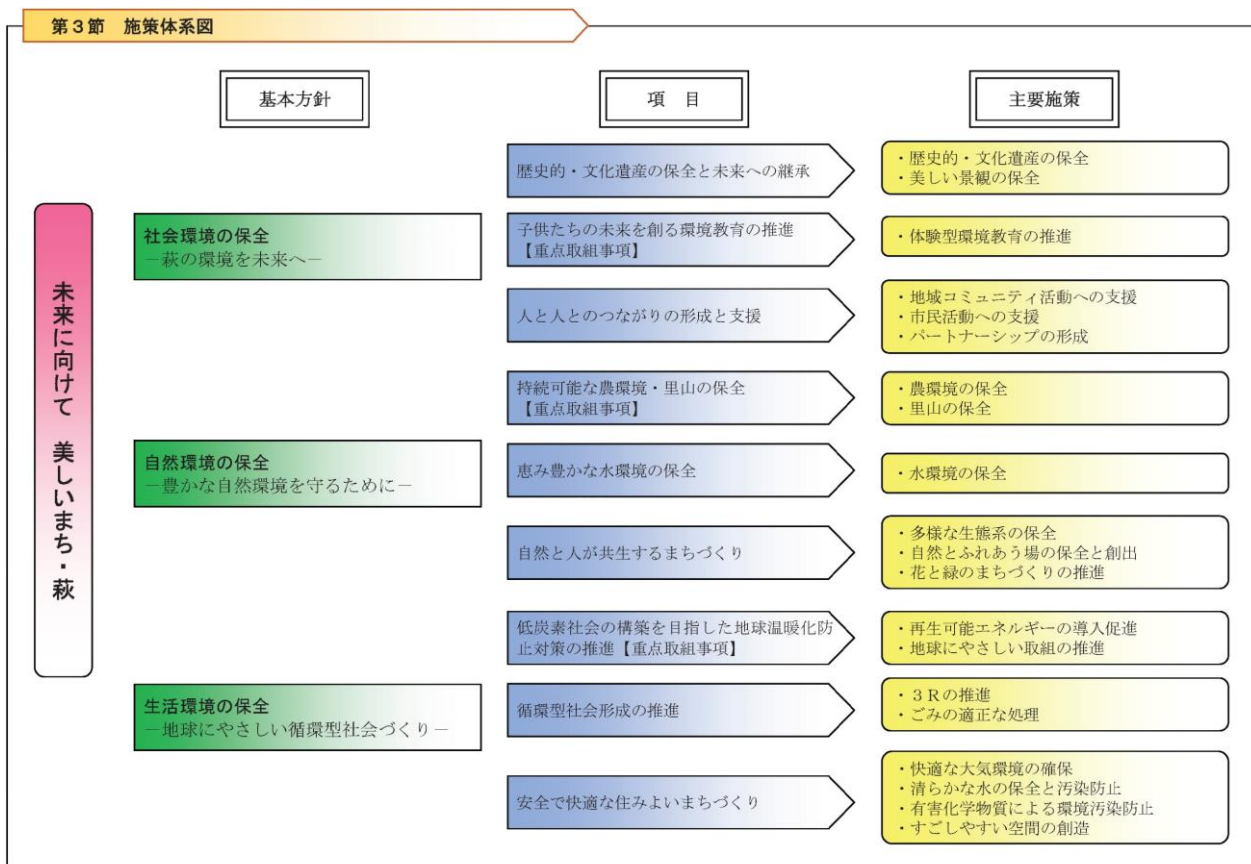 第３節　施策体系図
基本方針
項　目
主要施策
未来に向けて　美しいまち・萩
社会環境の保全
－萩の環境を未来へ－
歴史的・文化遺産の保全と未来への継承
・歴史的・文化遺産の保全
・美しい景観の保全
子供たちの未来を創る環境教育の推進
【重点取組事項】
・体験型環境教育の推進
人と人とのつながりの形成と支援
・地域コミュニティ活動への支援
・市民活動への支援
・パートナーシップの形成
自然環境の保全
－豊かな自然環境を守るために－
持続可能な農環境・里山の保全
【重点取組事項】
・農環境の保全
・里山の保全
恵み豊かな水環境の保全
・水環境の保全
自然と人が共生するまちづくり
・多様な生態系の保全
・自然とふれあう場の保全と創出
・花と緑のまちづくりの推進
生活環境の保全
－地球にやさしい循環型社会づくり－
低炭素社会の構築を目指した地球温暖化防
止対策の推進【重点取組事項】
・再生可能エネルギーの導入促進
・地球にやさしい取組の推進
循環型社会形成の推進
・３Ｒの推進
・ごみの適正な処理
安全で快適な住みよいまちづくり
・快適な大気環境の確保
・清らかな水の保全と汚染防止
・有害化学物質による環境汚染防止
・すごしやすい空間の創造